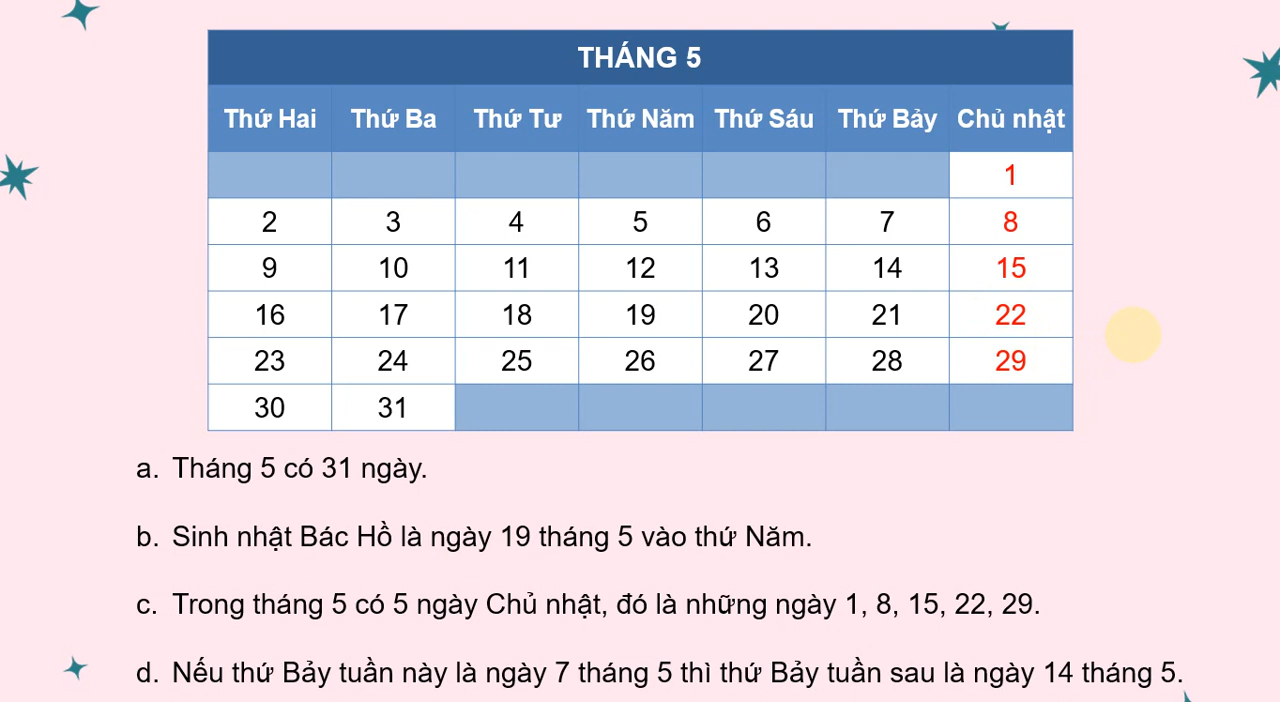 THÁNG 5
Thứ Hai Thứ Ba Thứ Tư Thứ Năm Thứ Sáu Thứ Bảy Chủ nhật
1
2 3 4 5 6 7 8
9 10 11 12 13 14 15
16 17 18 19 20 21 22
23 24 25 26 27 28 29
30 31
a. Tháng 5 có 31 ngày.
b. Sinh nhật Bác Hồ là ngày 19 tháng 5 vào thứ Năm.
c. Trong tháng 5 có 5 ngày Chủ nhật, đó là những ngày 1, 8, 15, 22, 29.
d. Nếu thứ Bảy tuần này là ngày 7 tháng 5 thì thứ Bảy tuần sau là ngày 14 tháng 5.